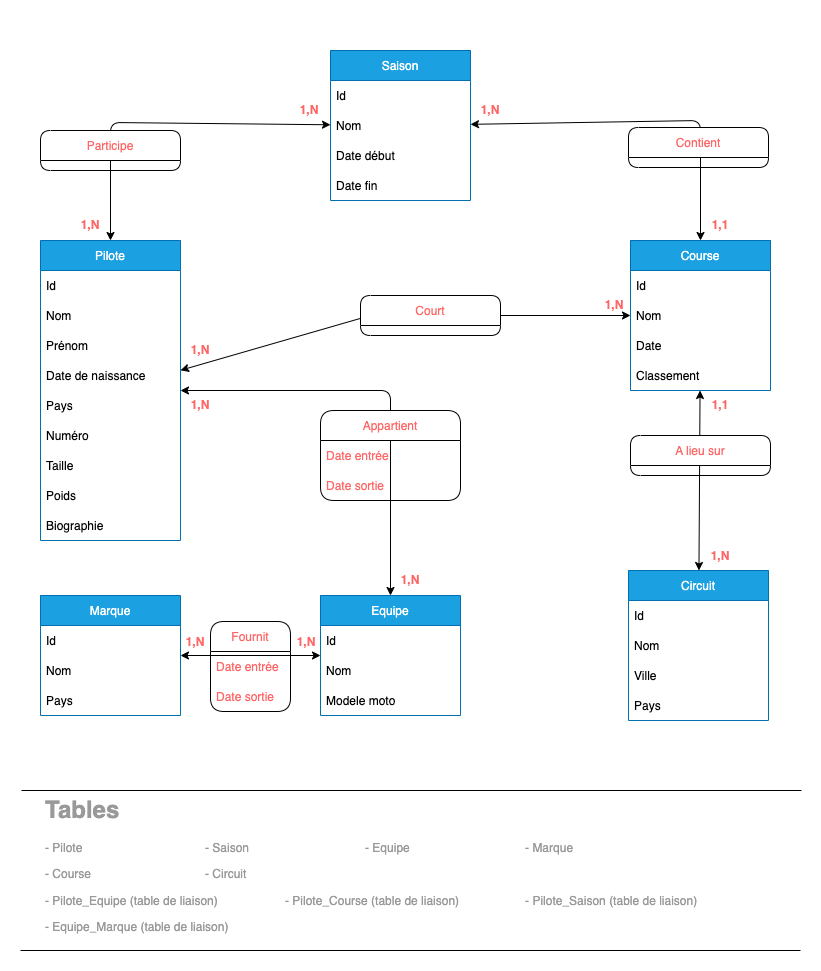 Saison
Id
Nom
Date début
Date fin
1,N
1,N
Participe
Contient
1,N
1,1
Pilote
Id
Nom
Prénom
Date de naissance
Pays
Numéro
Taille
Poids
Biographie
Course
Id
Nom
Date
Classement
Court
1,N
1,N
1,N
Appartient
Date entrée
Date sortie
1,N
1,1
A lieu sur
1,N
Marque
Id
Nom
Pays
1,N
Fournit
Date entrée
Date sortie
1,N
Equipe
Id
Nom
Modele moto
Circuit
Id
Nom
Ville
Pays
Tables
- Pilote - Saison - Equipe - Marque
- Course - Circuit
- Pilote_Equipe (table de liaison) - Pilote_Course (table de liaison) - Pilote_Saison (table de liaison)
- Equipe_Marque (table de liaison)